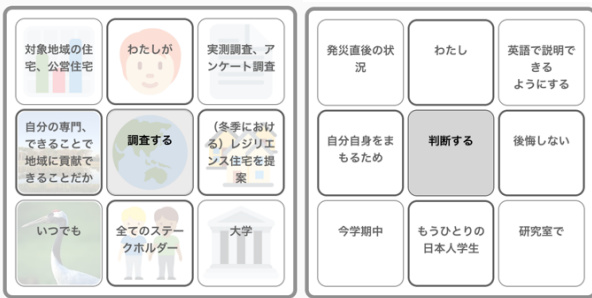 対象地域の住
宅、公営住宅
わたしが
実測調査、ア
ンケート調査
自分の専門、
できることで
地域に貢献で
きることだか
調査する
（冬季におけ
る）レジリエ
ンス住宅を提
案
いつでも
全てのステー
クホルダー
大学
発災直後の状
況
わたし
英語で説明で
きる
ようにする
自分自身をま
もるため
判断する
後悔しない
今学期中
もうひとりの
日本人学生
研究室で